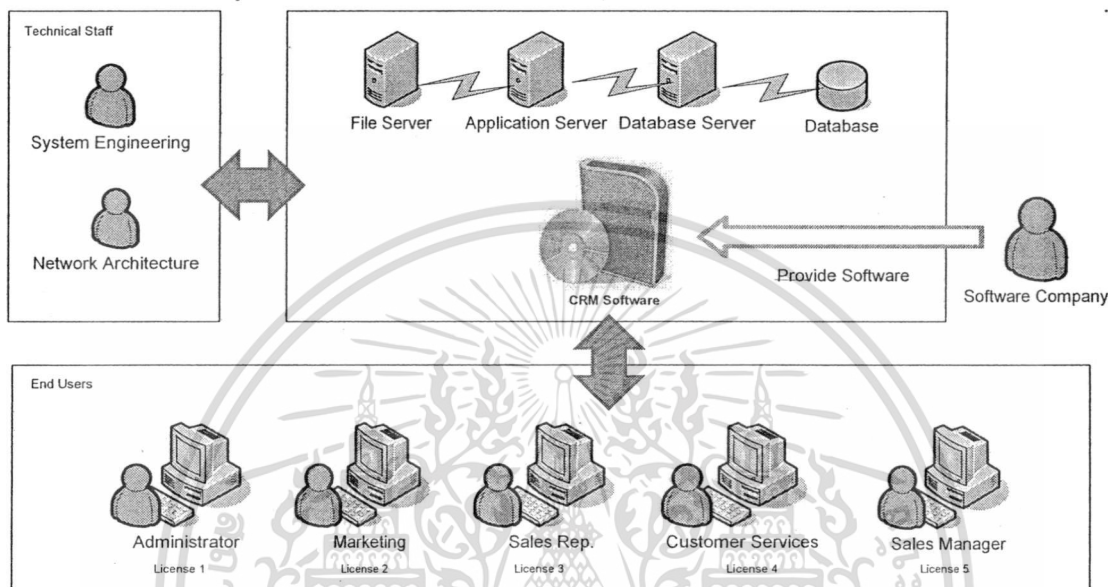 Technical Staff
System Engineering
Network Architecture
File Server
Application Server
Database Server
Database
CRM Software
Provide Software
Software Company
End Users
Administrator
License 1
Marketing
License 2
Sales Rep.
License 3
Customer Services
License 4
Sales Manager
License 5